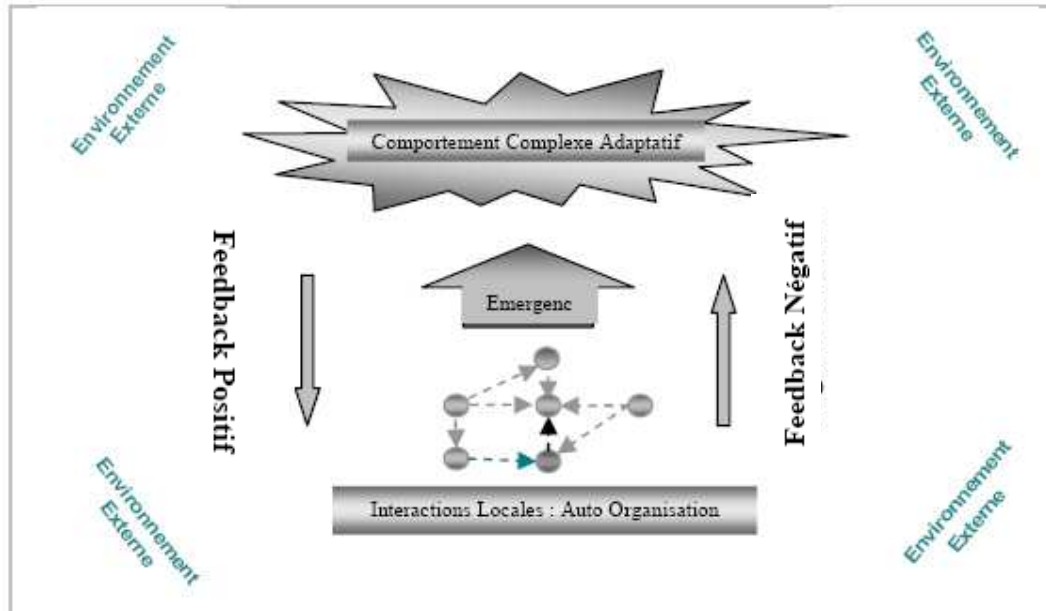 Environnement
Externe
Environnement
Externe
Comportement Complexe Adaptatif
Feedback Positif
Emergenc
Feedback Négatif
Interactions Locales : Auto Organisation
Environnement
Externe
Environnement
Externe